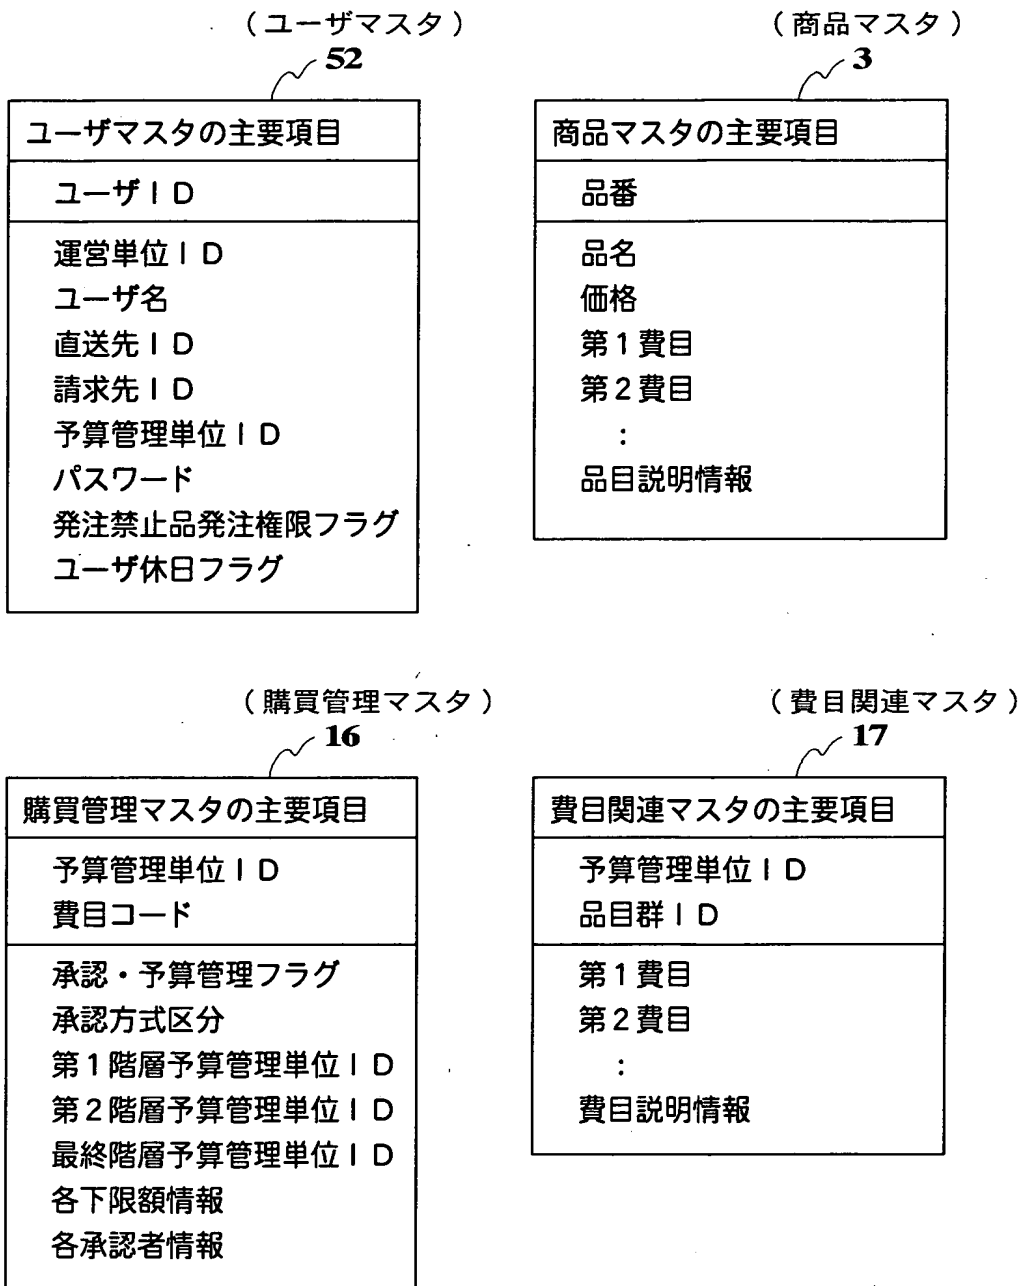 （ユーザマスタ）
52
ユーザマスタの主要項目
ユーザＩＤ
運営単位ＩＤ
ユーザ名
直送先ＩＤ
請求先ＩＤ
予算管理単位ＩＤ
パスワード
発注禁止品発注権限フラグ
ユーザ休日フラグ
（商品マスタ）
3
商品マスタの主要項目
品番
品名
価格
第１費目
第２費目
：
品目説明情報
（購買管理マスタ）
16
購買管理マスタの主要項目
予算管理単位ＩＤ
費目コード
承認・予算管理フラグ
承認方式区分
第１階層予算管理単位ＩＤ
第２階層予算管理単位ＩＤ
最終階層予算管理単位ＩＤ
各下限額情報
各承認者情報
（費目関連マスタ）
17
費目関連マスタの主要項目
予算管理単位ＩＤ
品目群ＩＤ
第１費目
第２費目
：
費目説明情報